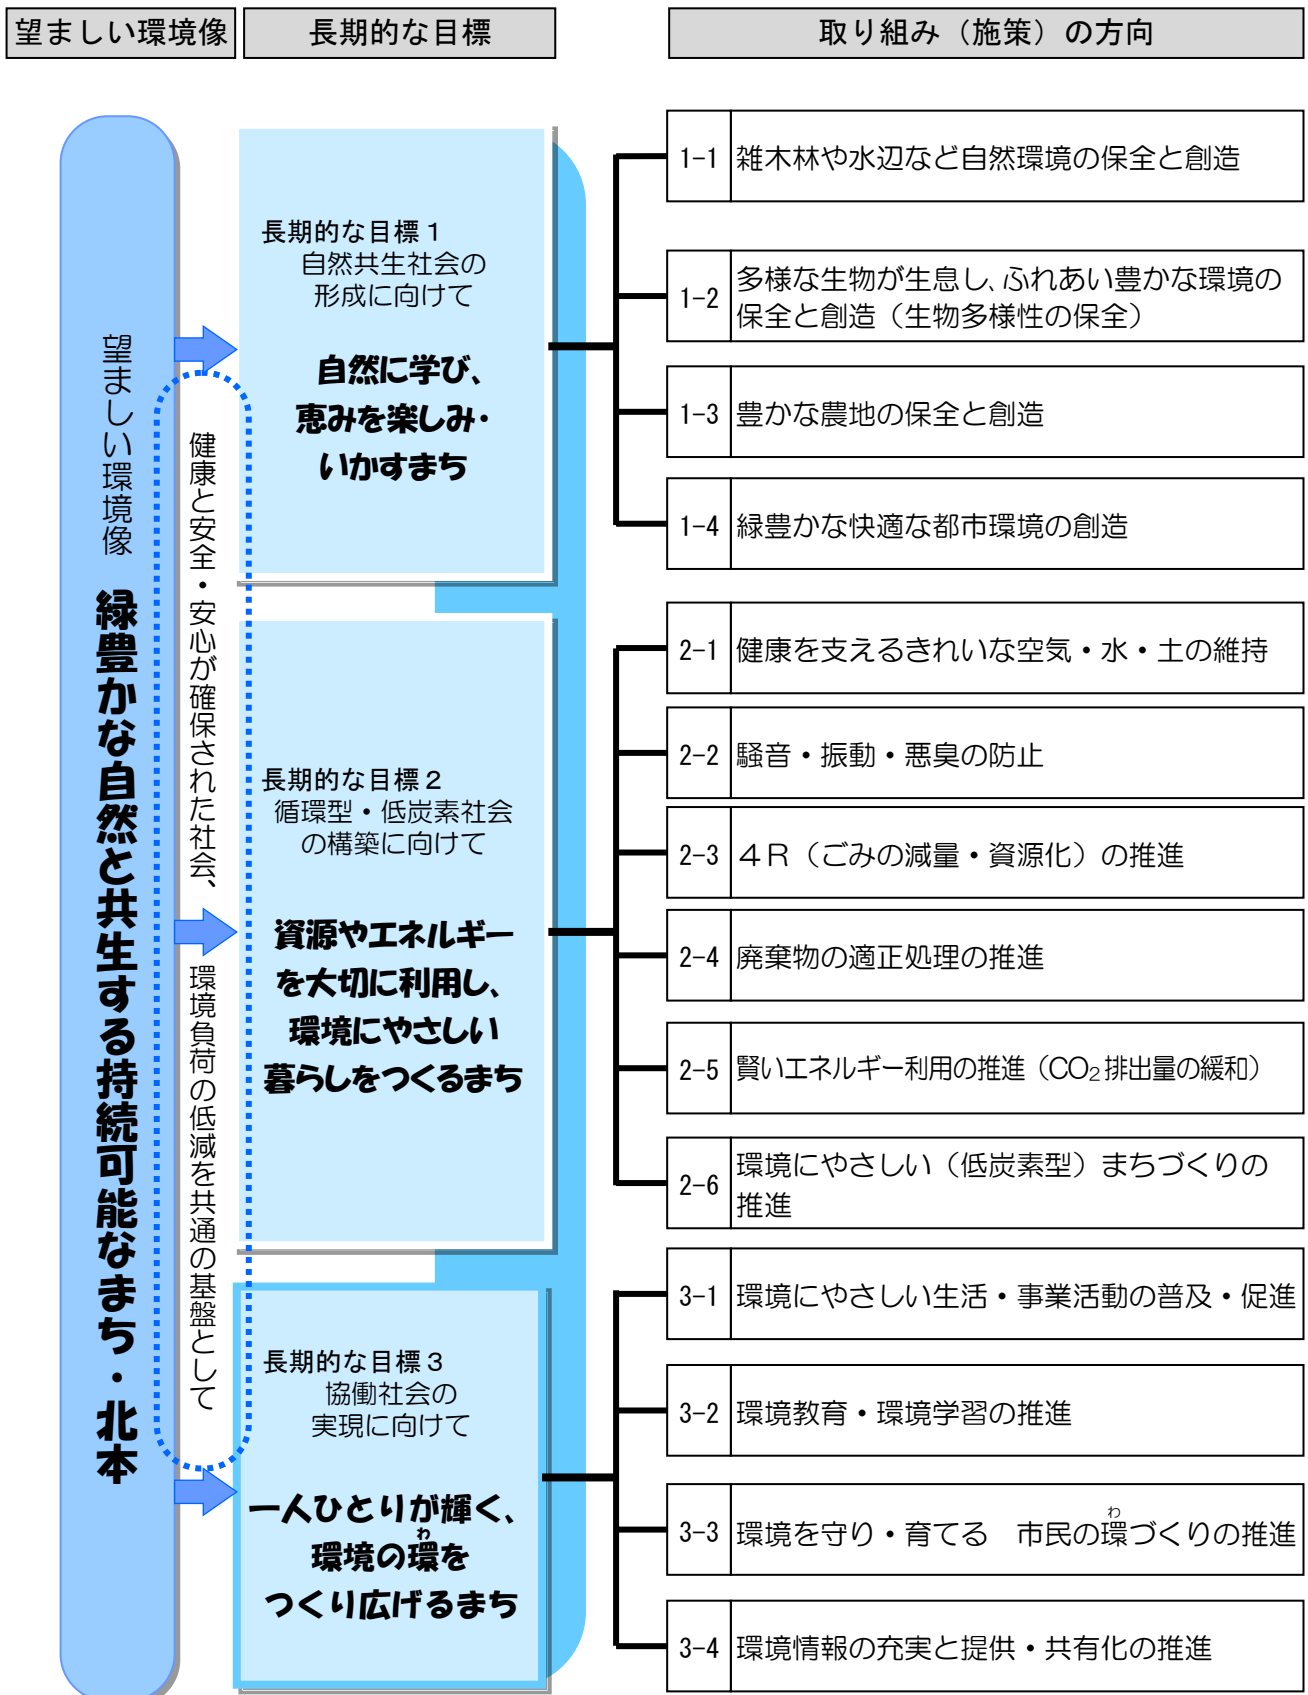 望ましい環境像
長期的な目標
取り組み（施策）の方向
望ましい環境像　緑豊かな自然と共生する持続可能なまち・北本
健康と安全・安心が確保された社会、
環境負荷の低減を共通の基盤として
長期的な目標１
自然共生社会の
形成に向けて
自然に学び、
恵みを楽しみ・
いかすまち
1-1 雑木林や水辺など自然環境の保全と創造
1-2 多様な生物が生息し、ふれあい豊かな環境の
保全と創造（生物多様性の保全）
1-3 豊かな農地の保全と創造
1-4 緑豊かな快適な都市環境の創造
長期的な目標２
循環型・低炭素社会
の構築に向けて
資源やエネルギー
を大切に利用し、
環境にやさしい
暮らしをつくるまち
2-1 健康を支えるきれいな空気・水・土の維持
2-2 騒音・振動・悪臭の防止
2-3 ４Ｒ（ごみの減量・資源化）の推進
2-4 廃棄物の適正処理の推進
2-5 賢いエネルギー利用の推進（CO₂排出量の緩和）
2-6 環境にやさしい（低炭素型）まちづくりの
推進
長期的な目標３
協働社会の
実現に向けて
一人ひとりが輝く、
わ
環境の環を
つくり広げるまち
3-1 環境にやさしい生活・事業活動の普及・促進
3-2 環境教育・環境学習の推進
わ
3-3 環境を守り・育てる　市民の環づくりの推進
3-4 環境情報の充実と提供・共有化の推進